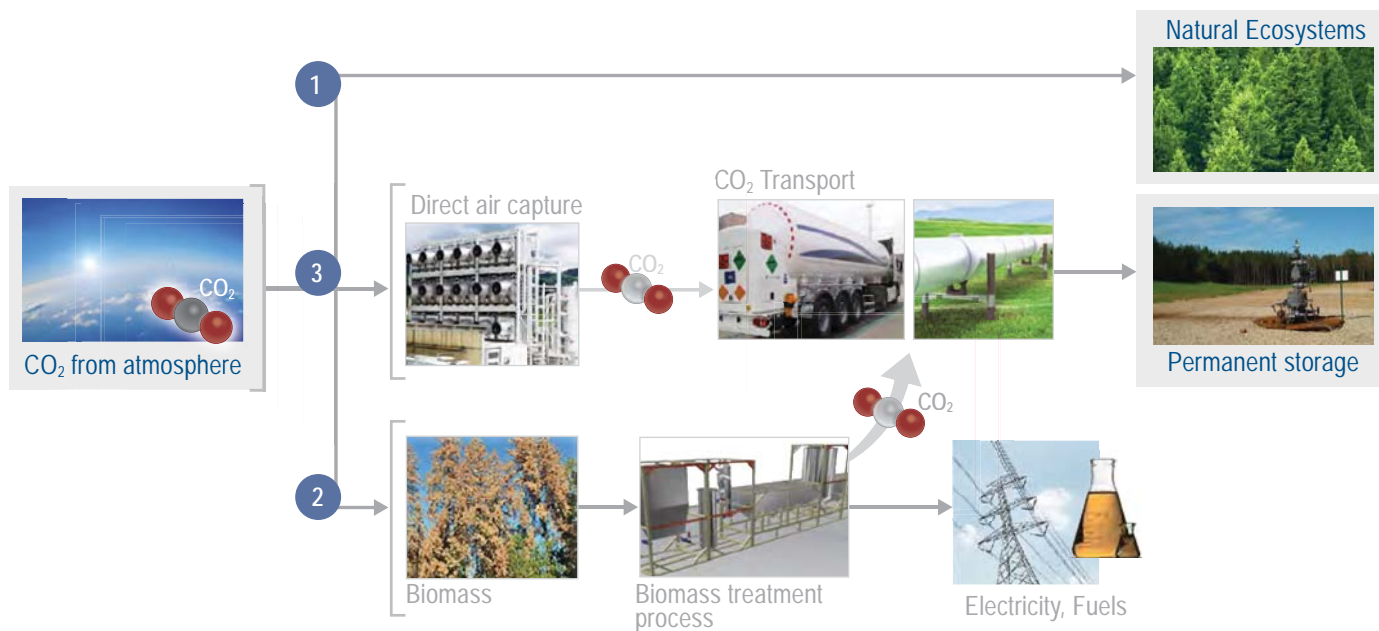 Natural Ecosystems
1
CO₂ Transport
Direct air capture
CO₂
3
CO₂
CO₂ from atmosphere
Permanent storage
CO₂
2
Biomass
Biomass treatment
process
Electricity, Fuels